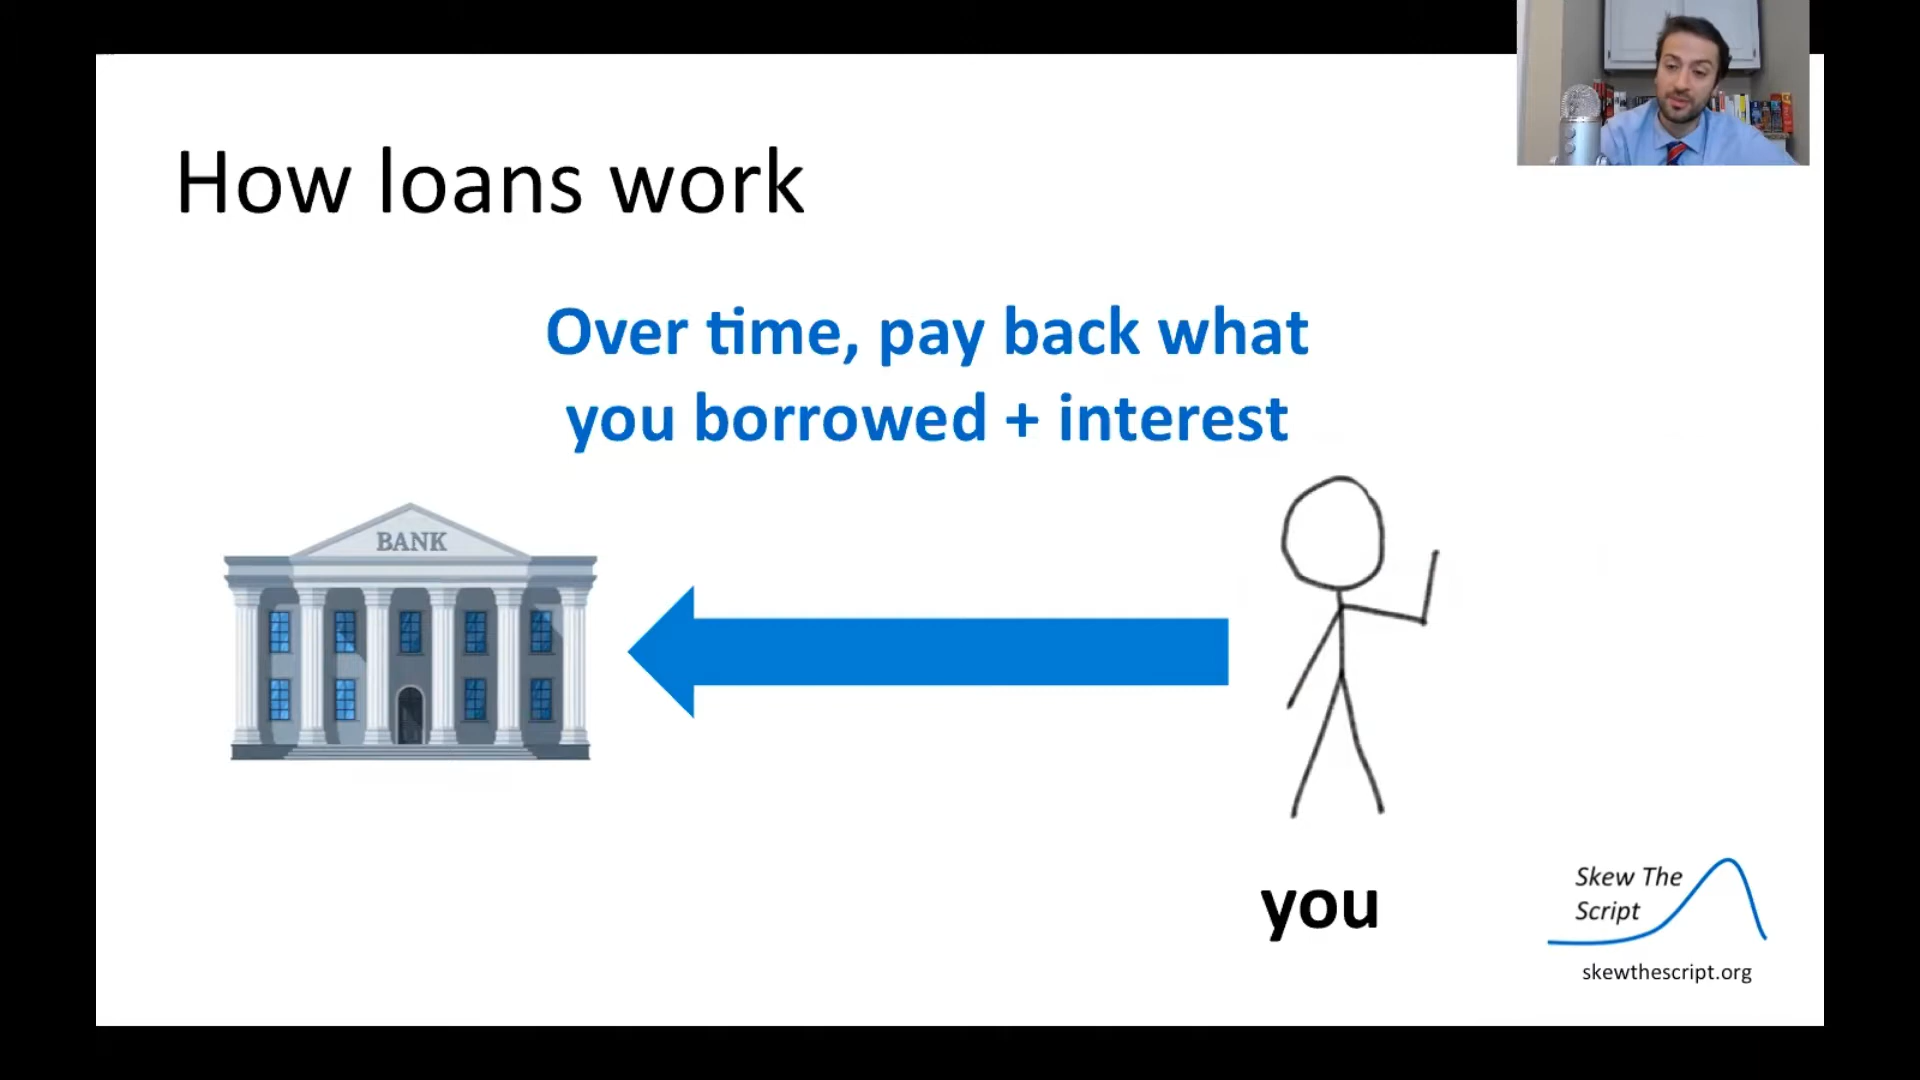 How loans work
Over time, pay back what
you borrowed + interest
BANK
you
Skew The
Script
skewthescript.org